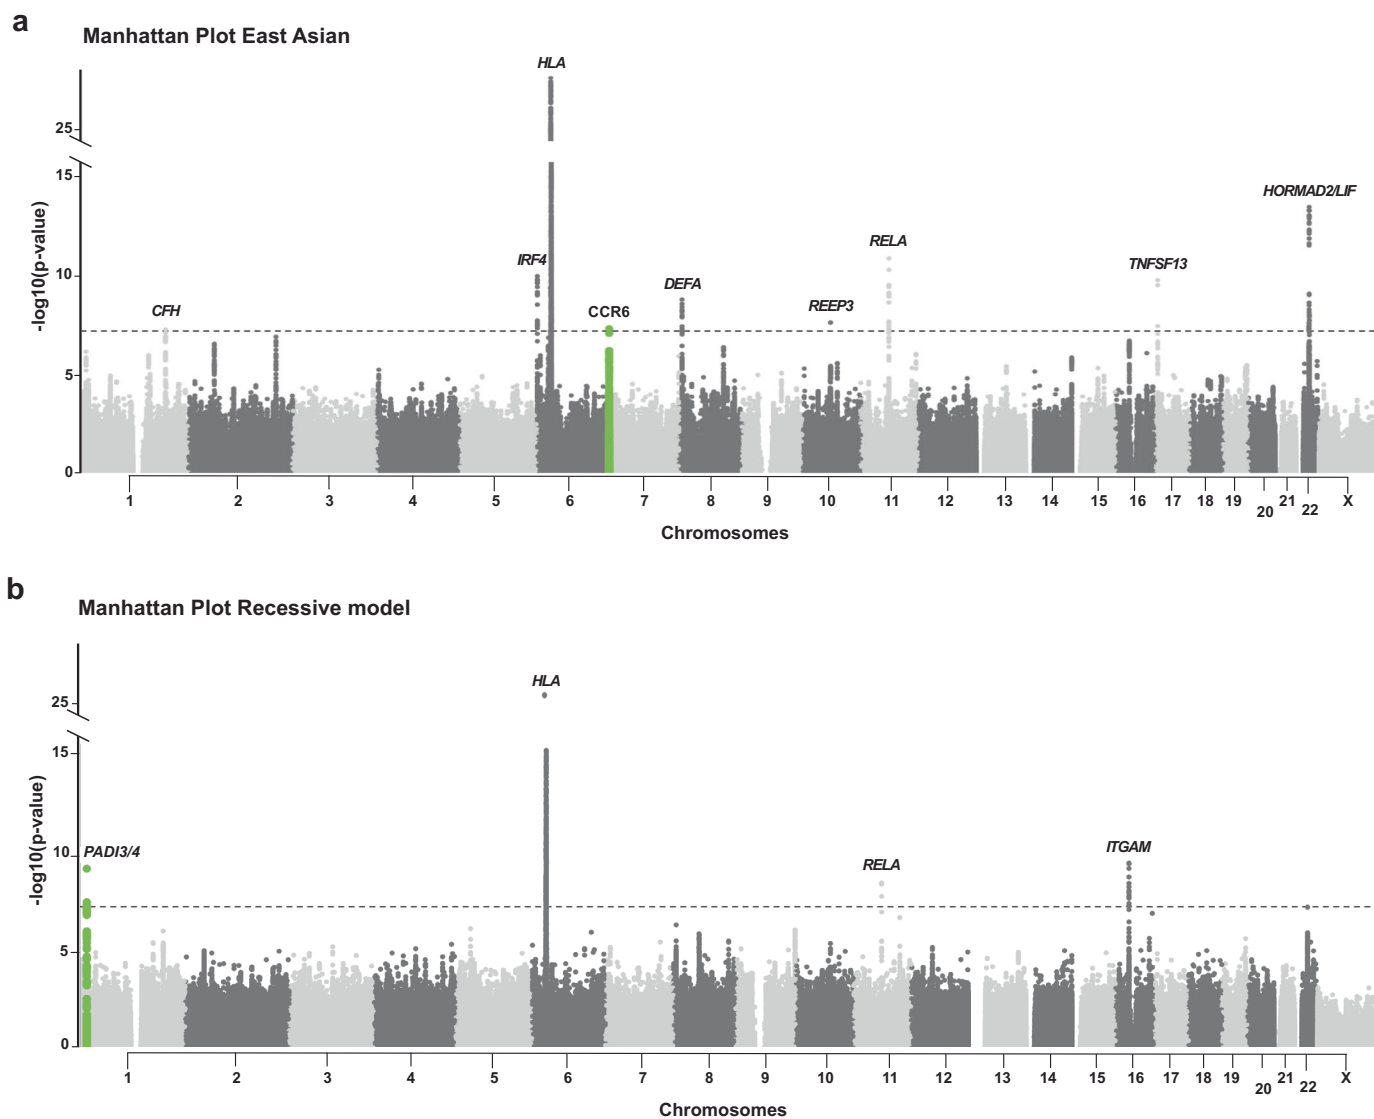 a
Manhattan Plot East Asian
HLA
25
15
HORMAD2/LIF
-log10(p-value)
RELA
IRF4
TNFSF13
10
DEFA
CFH
CCR6
REEP3
5
0
1 2 3 4 5 6 7 8 9 10 11 12 13 14 15 16 17 18 19 20 21 22 X
Chromosomes
b
Manhattan Plot Recessive model
HLA
25
15
-log10(p-value)
10
PADI3/4
RELA
ITGAM
5
0
1 2 3 4 5 6 7 8 9 10 11 12 13 14 15 16 17 18 19 20 21 22 X
Chromosomes